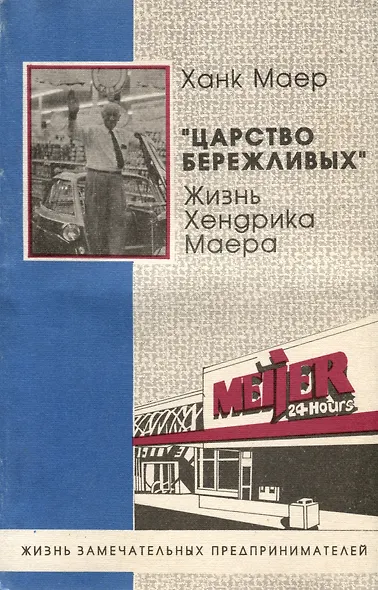 Ханк Маер
"ЦАРСТВО
БЕРЕЖЛИВЫХ"
Жизнь
Хендрика
Маера
MEIJER
24 Hours
ЖИЗНЬ ЗАМЕЧАТЕЛЬНЫХ ПРЕДПРИНИМАТЕЛЕЙ